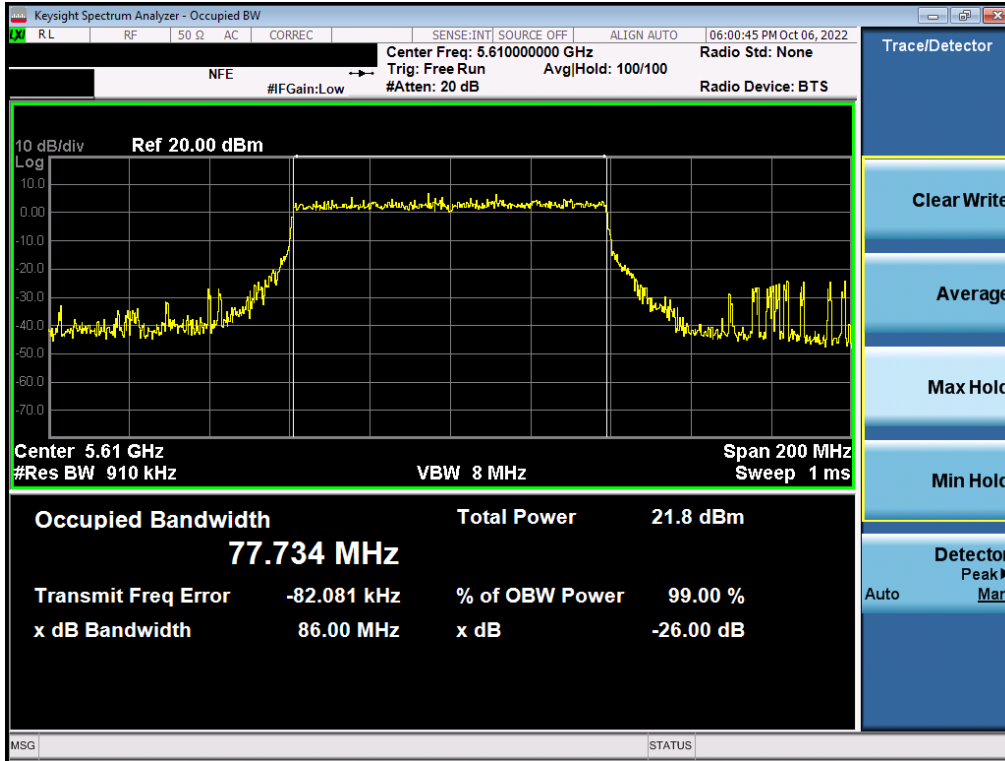 Keysight Spectrum Analyzer - Occupied BW
LXI RL RF 50 Ω AC CORREC SENSE:INT SOURCE OFF ALIGN AUTO 06:00:45 PM Oct 06, 2022
Center Freq: 5.610000000 GHz Radio Std: None
NFE Trig: Free Run Avg|Hold: 100/100
#IFGain:Low #Atten: 20 dB Radio Device: BTS
Trace/Detector
10 dB/div Ref 20.00 dBm
Log
10.0
0.00
-10.0
-20.0
-30.0
-40.0
-50.0
-60.0
-70.0
Center 5.61 GHz Span 200 MHz
#Res BW 910 kHz VBW 8 MHz Sweep 1 ms
Occupied Bandwidth Total Power 21.8 dBm
77.734 MHz
Transmit Freq Error -82.081 kHz % of OBW Power 99.00 %
x dB Bandwidth 86.00 MHz x dB -26.00 dB
Clear Write
Average
Max Hold
Min Hold
Detector
Peak▶
Auto Man
MSG STATUS